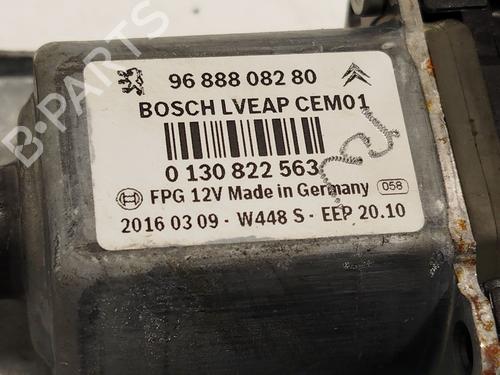 96 888 082 80
BOSCH LVEAP CEM01
0 130 822 563
FPG 12V Made in Germany 058
2016 03 09 - W448 S - EEP 20.10
B-PARTS